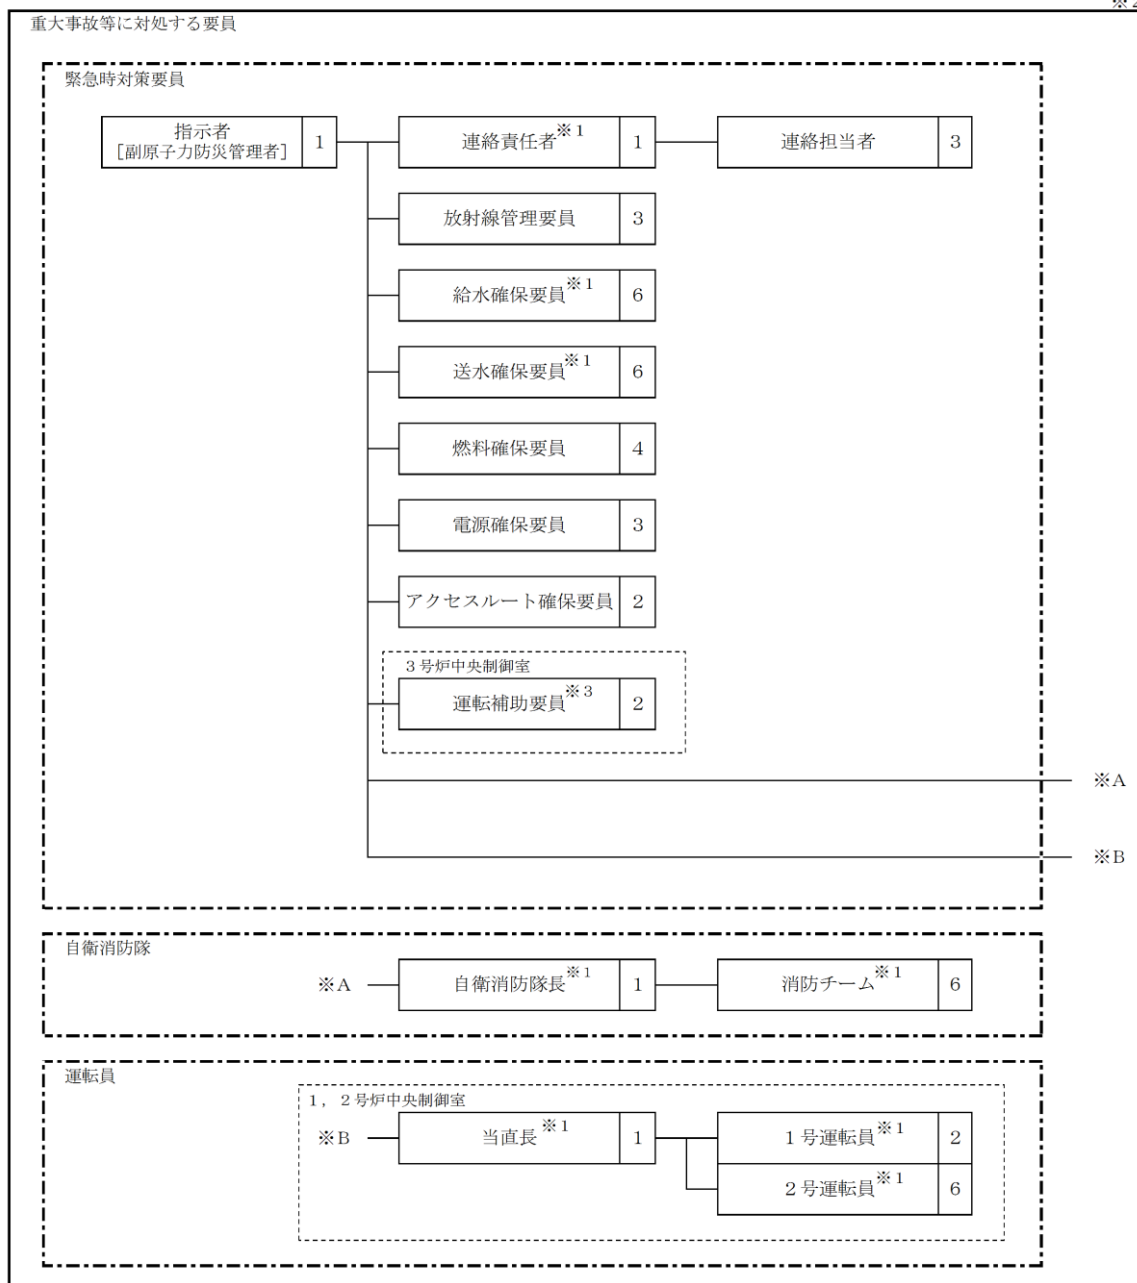 ※2
重大事故等に対処する要員
緊急時対策要員
指示者
[副原子力防災管理者]
1
連絡責任者※1
1
連絡担当者
3
放射線管理要員
3
給水確保要員※1
6
送水確保要員※1
6
燃料確保要員
4
電源確保要員
3
アクセスルート確保要員
2
3号炉中央制御室
運転補助要員※3
2
※A
※B
自衛消防隊
※A
自衛消防隊長※1
1
消防チーム※1
6
運転員
1,2号炉中央制御室
※B
当直長※1
1
1号運転員※1
2
2号運転員※1
6